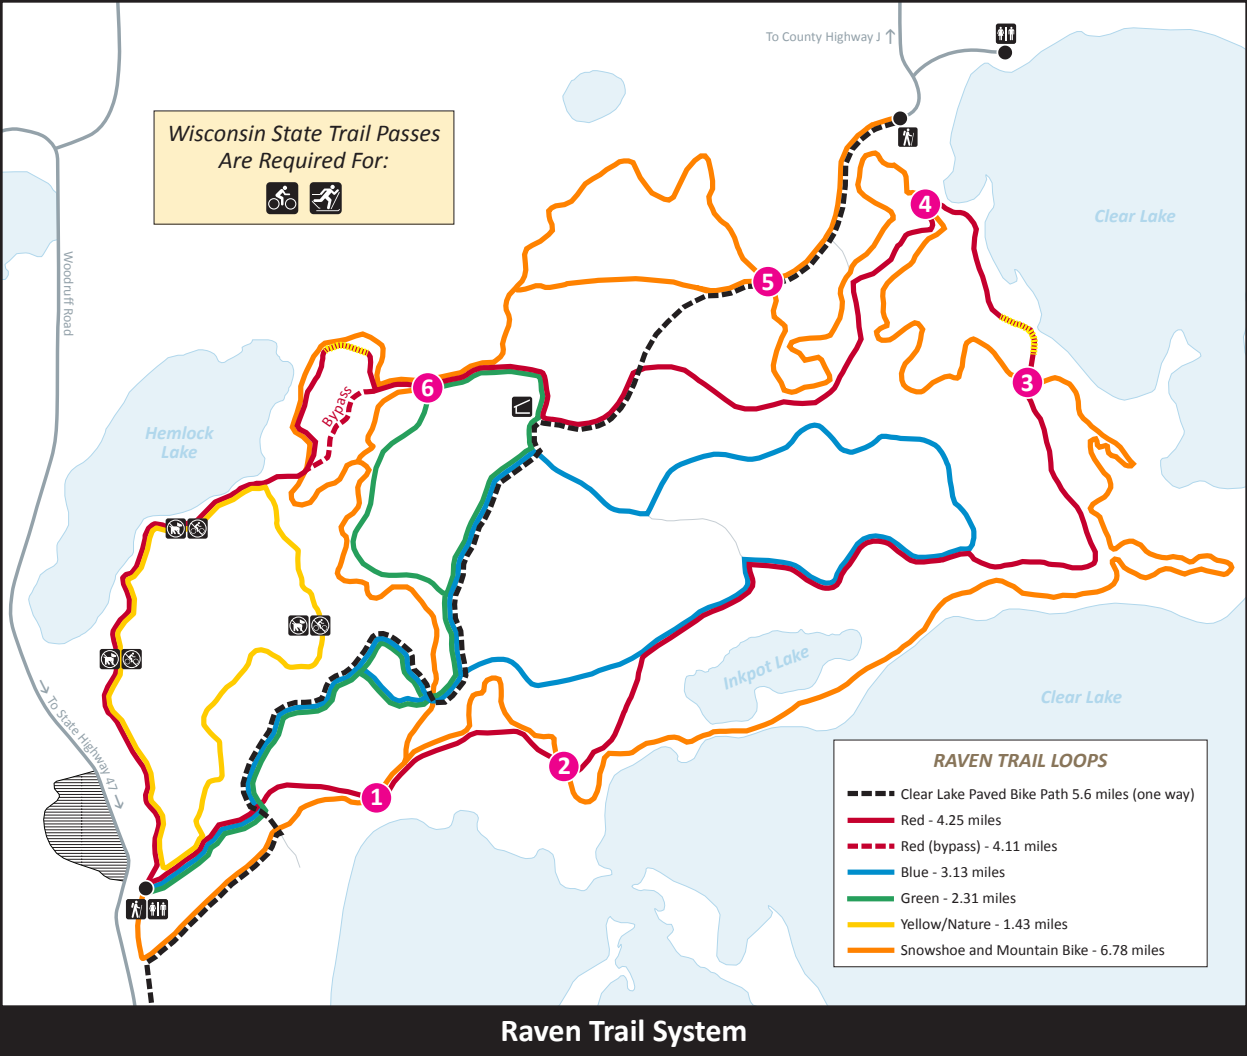 To County Highway J ↑
Wisconsin State Trail Passes
Are Required For:
Clear Lake
Woodruff Road
4
5
3
6
Bypass
Hemlock
Lake
Inkpot Lake
Clear Lake
→ To State Highway 47 →
2
1
RAVEN TRAIL LOOPS
Clear Lake Paved Bike Path 5.6 miles (one way)
Red - 4.25 miles
Red (bypass) - 4.11 miles
Blue - 3.13 miles
Green - 2.31 miles
Yellow/Nature - 1.43 miles
Snowshoe and Mountain Bike - 6.78 miles
Raven Trail System